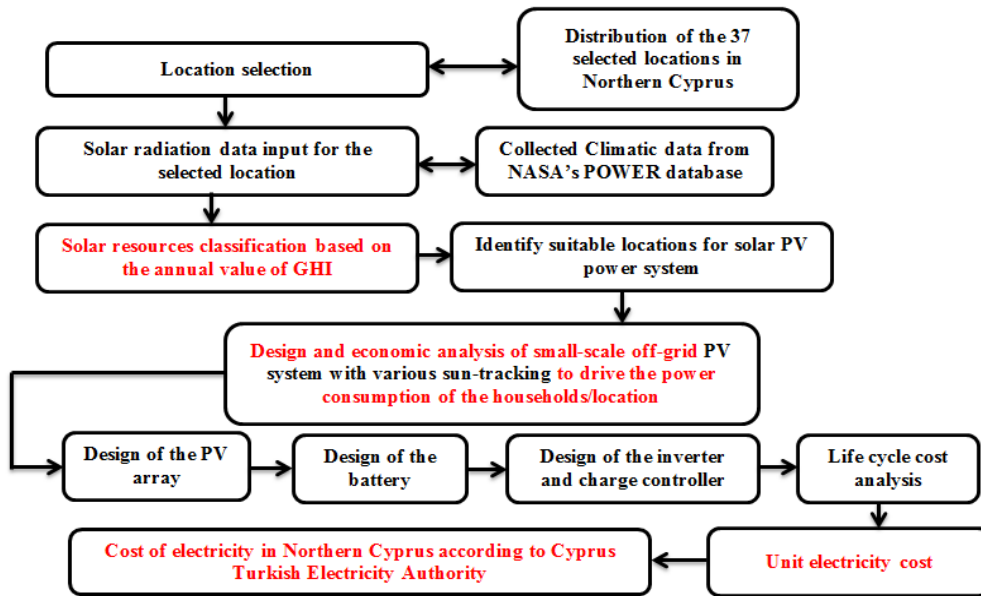 Location selection
Distribution of the 37
selected locations in
Northern Cyprus
Solar radiation data input for the
selected location
Collected Climatic data from
NASA's POWER database
Solar resources classification based on
the annual value of GHI
Identify suitable locations for solar PV
power system
Design and economic analysis of small-scale off-grid PV
system with various sun-tracking to drive the power
consumption of the households/location
Design of the PV
array
Design of the
battery
Design of the inverter
and charge controller
Life cycle cost
analysis
Cost of electricity in Northern Cyprus according to Cyprus
Turkish Electricity Authority
Unit electricity cost